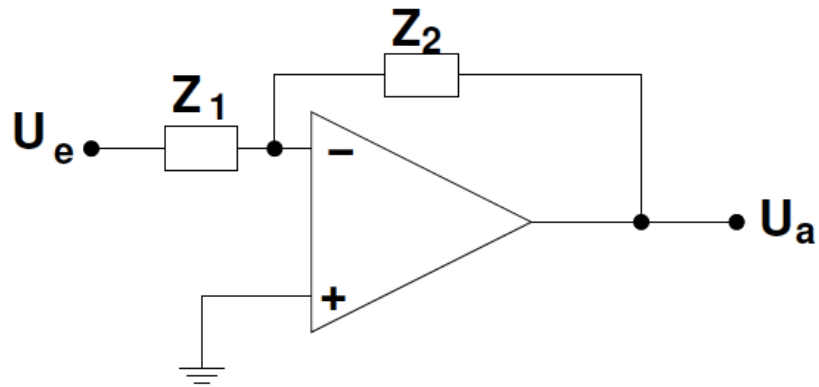 Z₂
Z₁
Uₑ
−
Uₐ
+